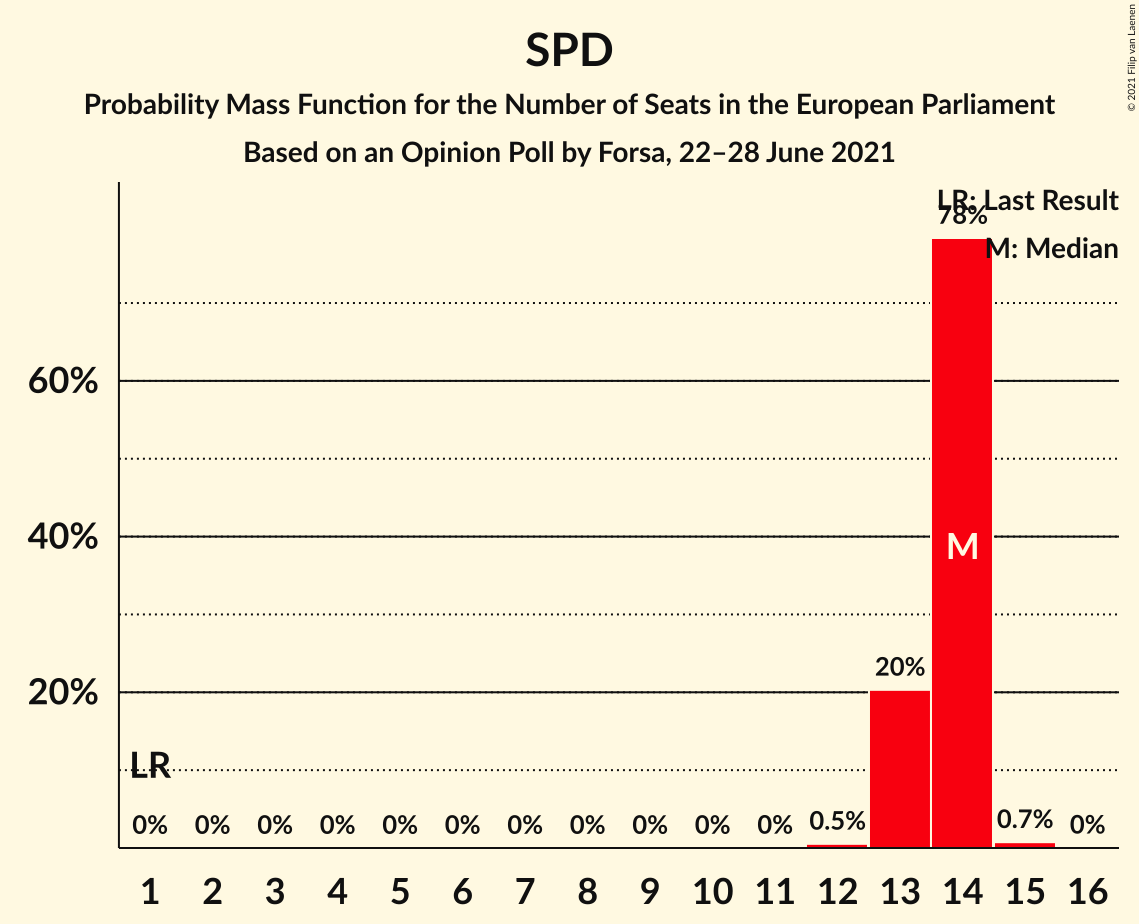 SPD
Probability Mass Function for the Number of Seats in the European Parliament
Based on an Opinion Poll by Forsa, 22–28 June 2021
© 2021 Filip van Laenen
LR: Last Result
78%
M: Median
60%
40%
M
20%
20%
LR
0% 0% 0% 0% 0% 0% 0% 0% 0% 0% 0% 0.5% 0.7% 0%
1 2 3 4 5 6 7 8 9 10 11 12 13 14 15 16